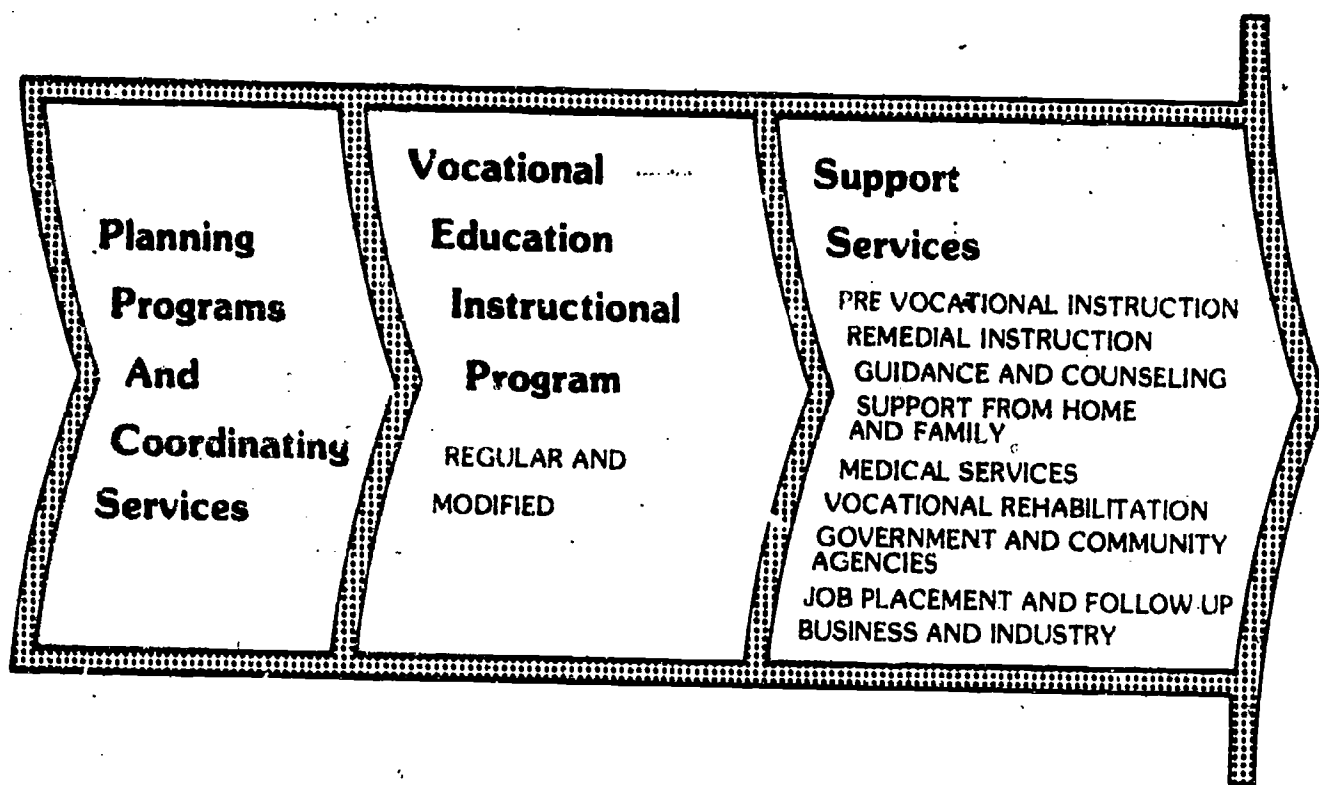 Planning
Programs
And
Coordinating
Services
Vocational
Education
Instructional
Program
REGULAR AND
MODIFIED
Support
Services
PRE VOCATIONAL INSTRUCTION
REMEDIAL INSTRUCTION
GUIDANCE AND COUNSELING
SUPPORT FROM HOME
AND FAMILY
MEDICAL SERVICES
VOCATIONAL REHABILITATION
GOVERNMENT AND COMMUNITY
AGENCIES
JOB PLACEMENT AND FOLLOW UP
BUSINESS AND INDUSTRY